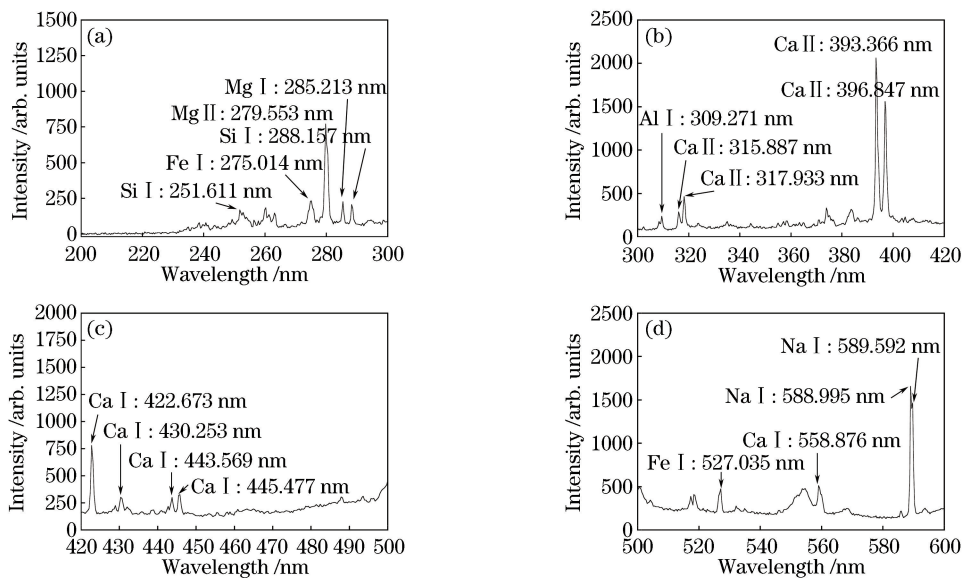 (a)
Intensity /arb. units
1500
1250
1000
750
500
250
0
Mg Ⅰ: 285.213 nm
Mg Ⅱ: 279.553 nm
Si Ⅰ: 288.157 nm
Fe Ⅰ: 275.014 nm
Si Ⅰ: 251.611 nm
200 220 240 260 280 300
Wavelength /nm
(b)
Intensity /arb. units
2500
2000
1500
1000
500
0
Ca Ⅱ: 393.366 nm
Ca Ⅱ: 396.847 nm
Al Ⅰ: 309.271 nm
Ca Ⅱ: 315.887 nm
Ca Ⅱ: 317.933 nm
300 320 340 360 380 400 420
Wavelength /nm
(c)
Intensity /arb. units
2000
1750
1500
1250
1000
750
500
250
0
Ca Ⅰ: 422.673 nm
Ca Ⅰ: 430.253 nm
Ca Ⅰ: 443.569 nm
Ca Ⅰ: 445.477 nm
420 430 440 450 460 470 480 490 500
Wavelength /nm
(d)
Intensity /arb. units
2500
2000
1500
1000
500
0
Na Ⅰ: 589.592 nm
Na Ⅰ: 588.995 nm
Ca Ⅰ: 558.876 nm
Fe Ⅰ: 527.035 nm
500 520 540 560 580 600
Wavelength /nm